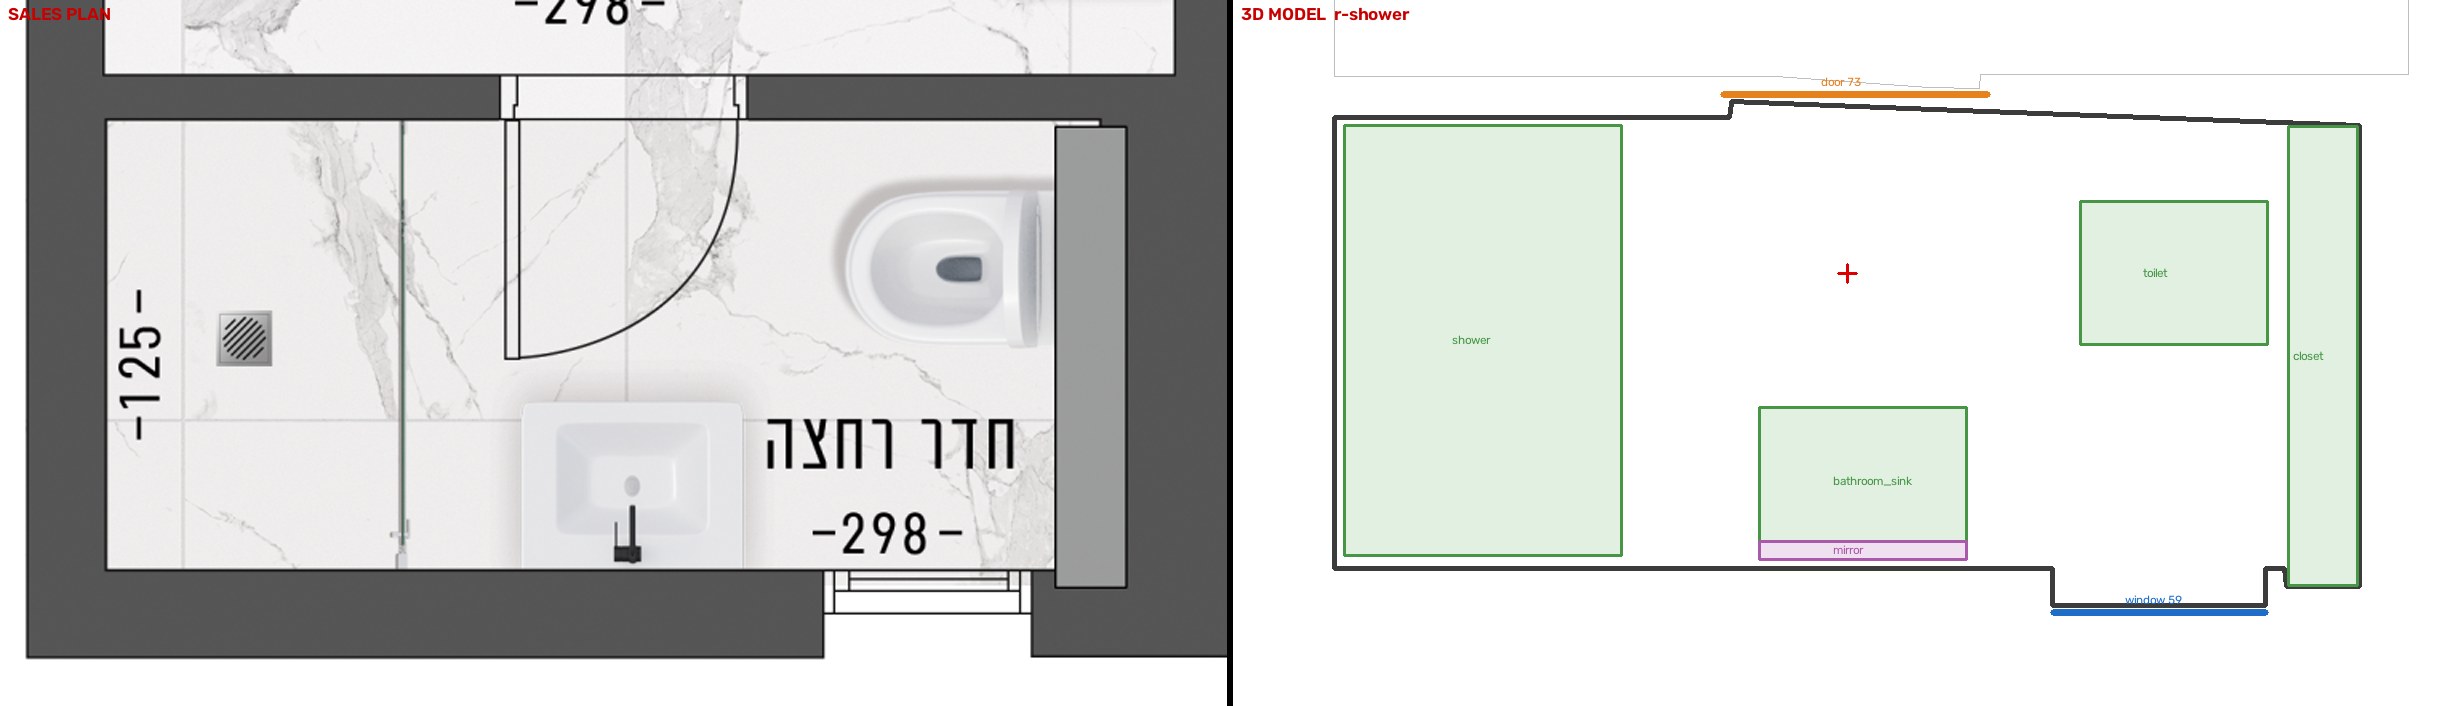 SALES PLAN
-298-
-125-
חדר רחצה
-298-
3D MODEL r-shower
door 73
shower
toilet
closet
bathroom_sink
mirror
window 59